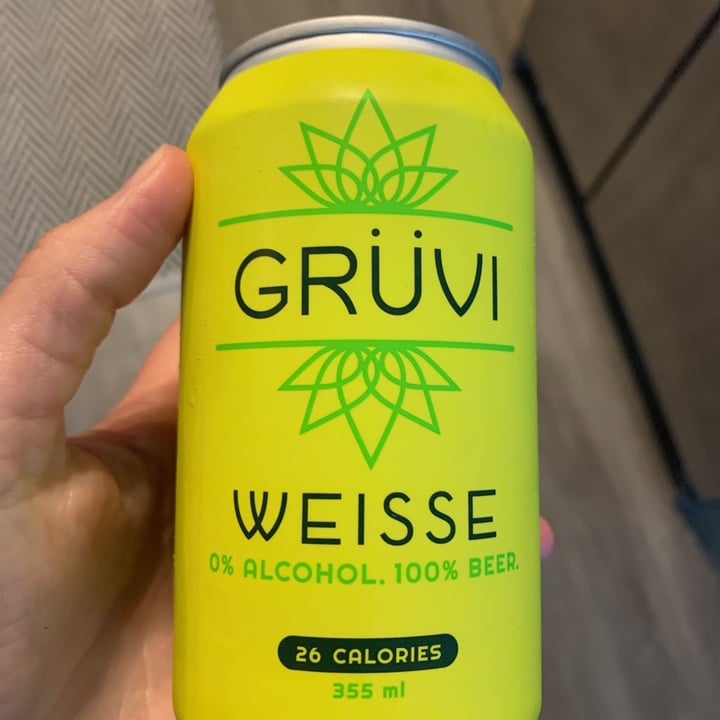 GRÜVI
WEISSE
0% ALCOHOL. 100% BEER.
26 CALORIES
355 ml